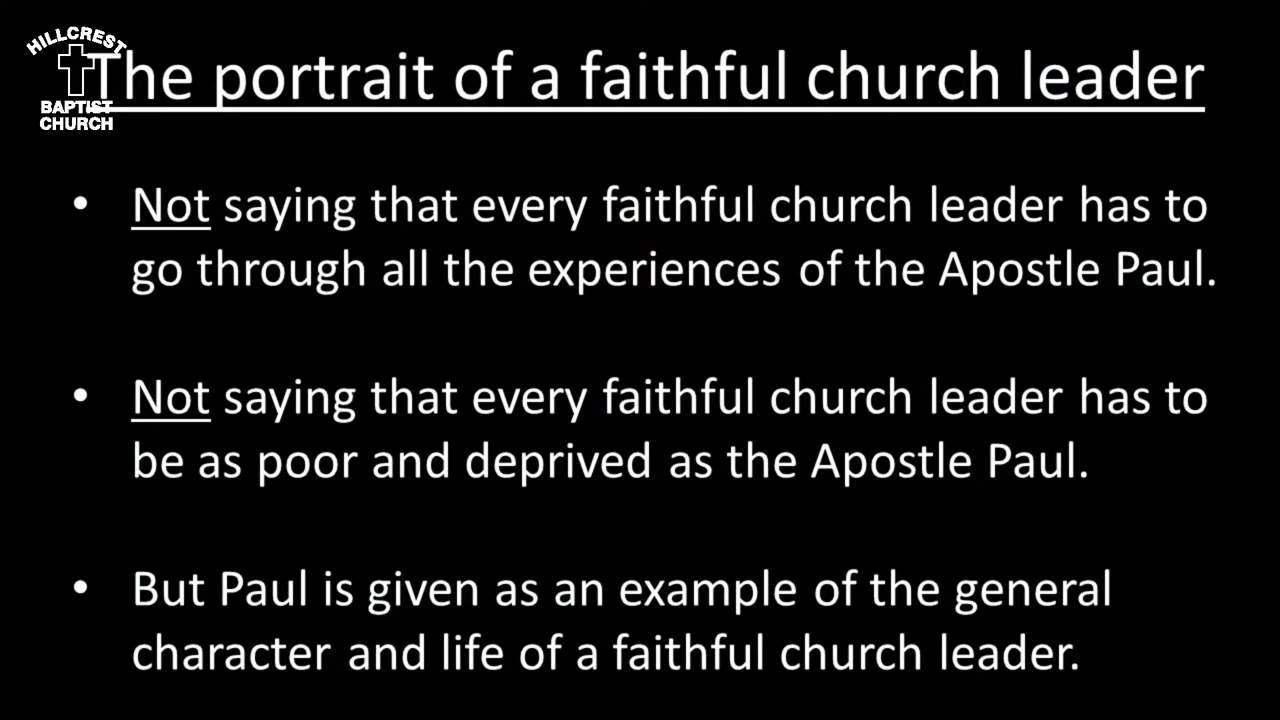 HILLCREST
BAPTIST
CHURCH
The portrait of a faithful church leader
• Not saying that every faithful church leader has to
go through all the experiences of the Apostle Paul.
• Not saying that every faithful church leader has to
be as poor and deprived as the Apostle Paul.
• But Paul is given as an example of the general
character and life of a faithful church leader.